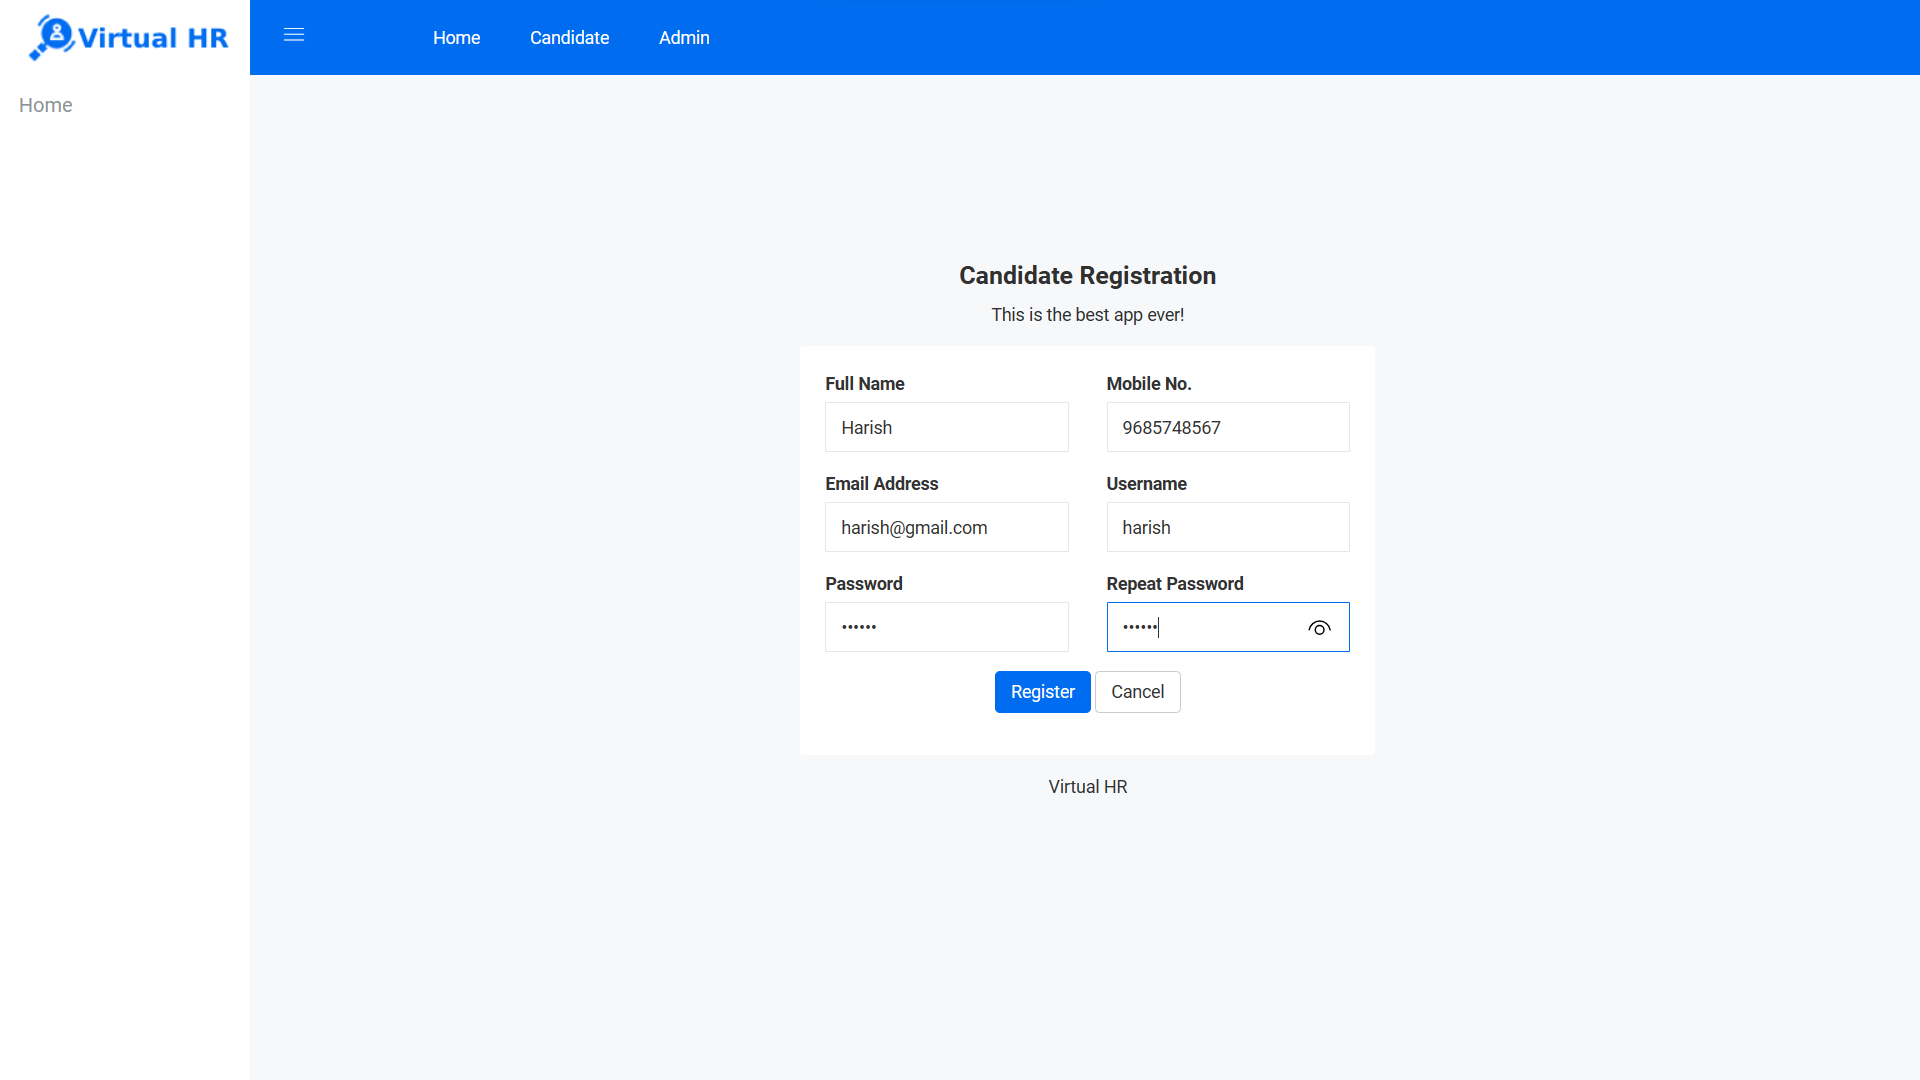 Virtual HR
Home Candidate Admin
Home
Candidate Registration
This is the best app ever!
Full Name Mobile No.
Harish 9685748567
Email Address Username
harish@gmail.com harish
Password Repeat Password
•••••• ••••••
Register Cancel
Virtual HR